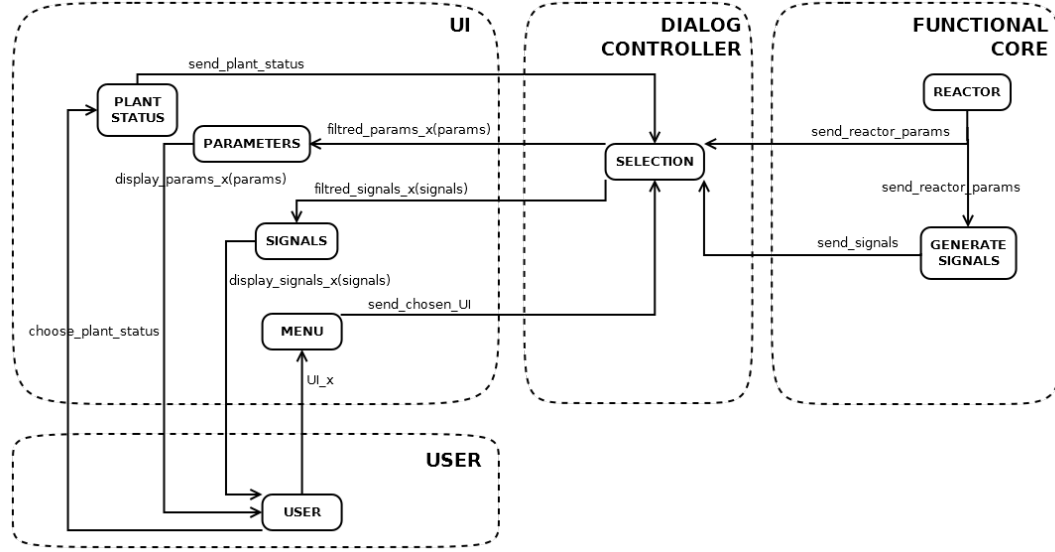 UI
DIALOG
CONTROLLER
FUNCTIONAL
CORE
send_plant_status
PLANT
STATUS
REACTOR
PARAMETERS
filtred_params_x(params)
SELECTION
send_reactor_params
display_params_x(params)
filtred_signals_x(signals)
send_reactor_params
SIGNALS
send_signals
GENERATE
SIGNALS
display_signals_x(signals)
send_chosen_UI
choose_plant_status
MENU
UI_x
USER
USER